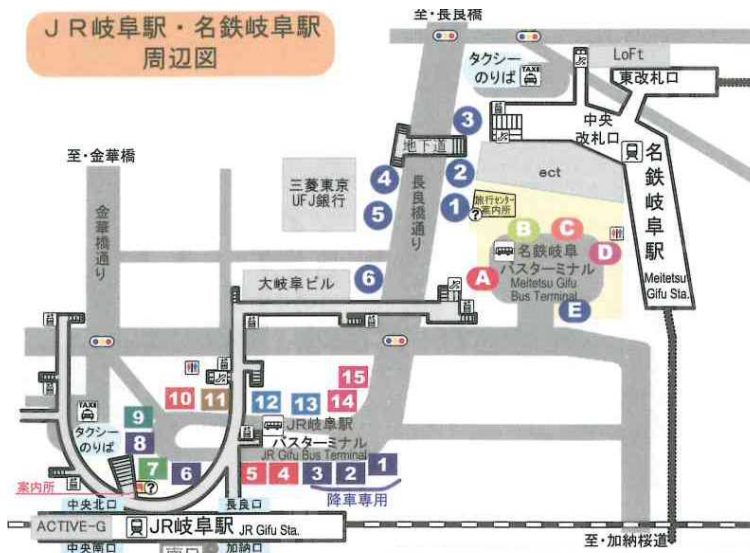 JR岐阜駅・名鉄岐阜駅
周辺図
至・長良橋
タクシー
のりば
TAXI
LoFt
東改札口
中央
改札口
名鉄岐阜駅
Meitetsu
Gifu Sta.
3
地下道
4
2
5
1
ect
旅行センター
案内所
?
至・金華橋
金華橋通り
三菱東京
UFJ銀行
長良橋通り
B
C
D
A
E
名鉄岐阜
バスターミナル
Meitetsu Gifu
Bus Terminal
大岐阜ビル
6
15
10
11
12
13
14
9
8
7
6
5
4
3
2
1
TAXI
タクシー
のりば
JR岐阜駅
バスターミナル
JR Gifu Bus Terminal
降車専用
案内所
?
中央北口
長良口
ACTIVE-G
JR岐阜駅 JR Gifu Sta.
中央南口
加納口
至・加納桜道